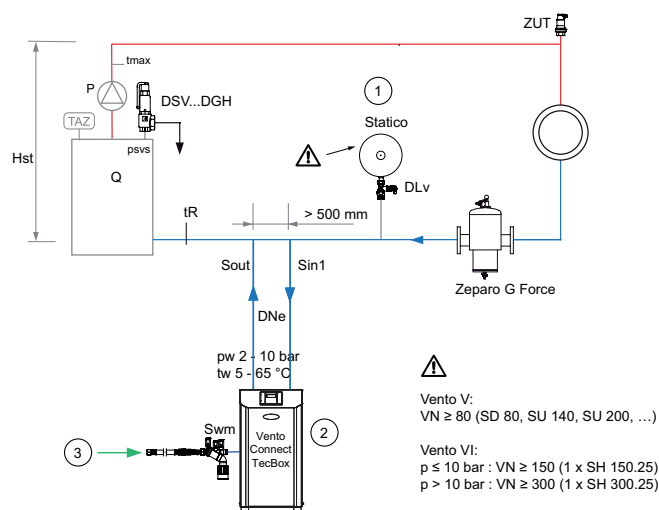 ZUT
tmax
P
DSV...DGH
1
TAZ
Statico
psvs
Hst
Q
DLv
tR
> 500 mm
Sout
Sin1
Zeparo G Force
DNe
pw 2 - 10 bar
tw 5 - 65 °C
Vento V:
VN ≥ 80 (SD 80, SU 140, SU 200, …)
Swm
2
Vento
Connect
TecBox
3
Vento VI:
p ≤ 10 bar : VN ≥ 150 (1 x SH 150.25)
p > 10 bar : VN ≥ 300 (1 x SH 300.25)